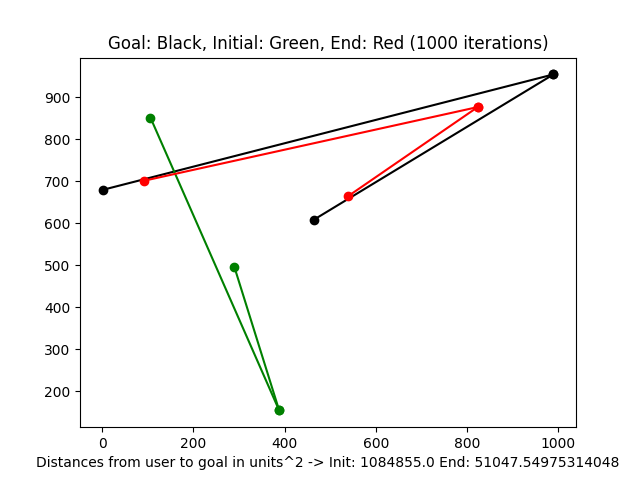 Goal: Black, Initial: Green, End: Red (1000 iterations)
900
800
700
600
500
400
300
200
0 200 400 600 800 1000
Distances from user to goal in units^2 -> Init: 1084855.0 End: 51047.54975314048